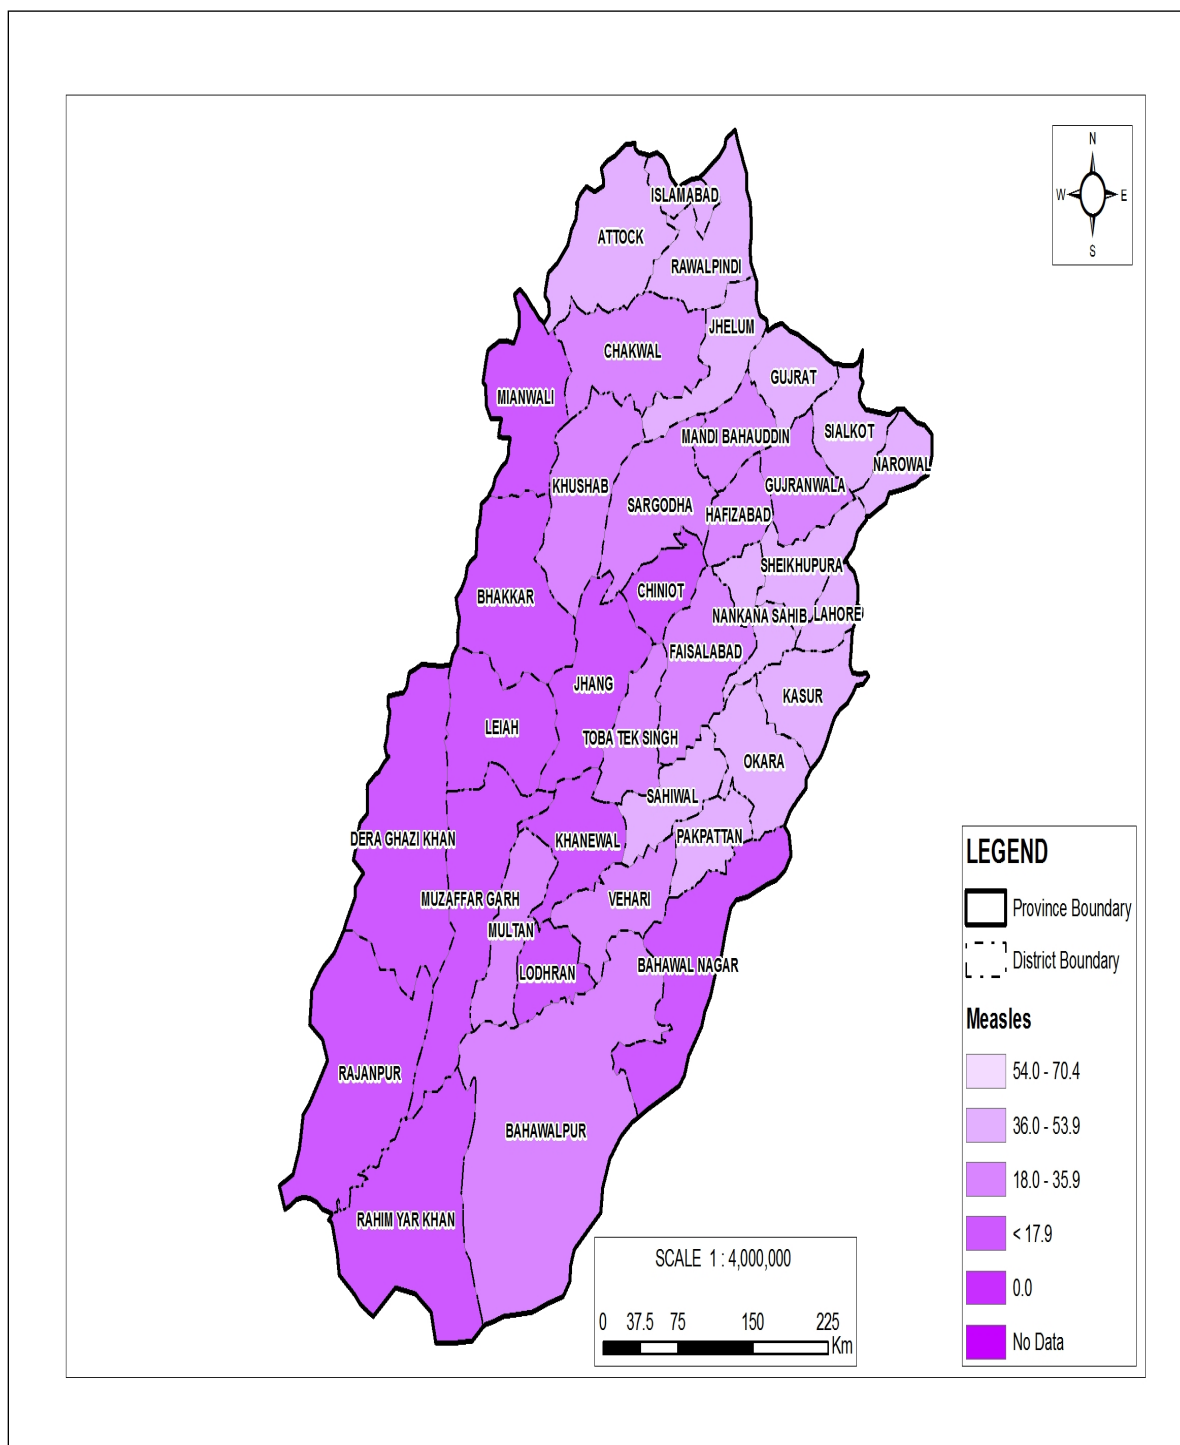 N
W E
S
ISLAMABAD
ATTOCK
RAWALPINDI
JHELUM
CHAKWAL
GUJRAT
MIANWALI
MANDI BAHAUDDIN
SIALKOT
NAROWAL
KHUSHAB
GUJRANWALA
SARGODHA
HAFIZABAD
SHEIKHUPURA
CHINIOT
BHAKKAR
NANKANA SAHIB
LAHORE
FAISALABAD
JHANG
KASUR
LEIAH
TOBA TEK SINGH
OKARA
SAHIWAL
DERA GHAZI KHAN
KHANEWAL
PAKPATTAN
MUZAFFAR GARH
VEHARI
MULTAN
LODHRAN
BAHAWAL NAGAR
RAJANPUR
BAHAWALPUR
RAHIM YAR KHAN
LEGEND
Province Boundary
District Boundary
Measles
54.0 - 70.4
36.0 - 53.9
18.0 - 35.9
< 17.9
0.0
No Data
SCALE 1 : 4,000,000
0 37.5 75 150 225
Km